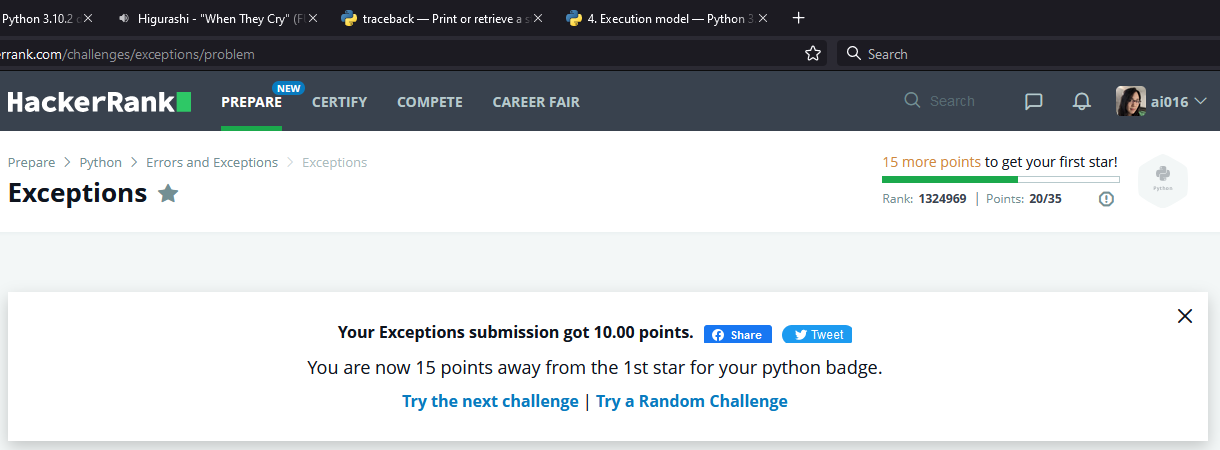 Python 3.10.2 Higurashi - "When They Cry" (F traceback — Print or retrieve a s 4. Execution model — Python 3.
rrank.com/challenges/exceptions/problem Search
HackerRank PREPARE NEW CERTIFY COMPETE CAREER FAIR Search ai016
Prepare > Python > Errors and Exceptions > Exceptions
Exceptions
15 more points to get your first star!
Rank: 1324969 | Points: 20/35
Python
Your Exceptions submission got 10.00 points. Share Tweet
You are now 15 points away from the 1st star for your python badge.
Try the next challenge | Try a Random Challenge